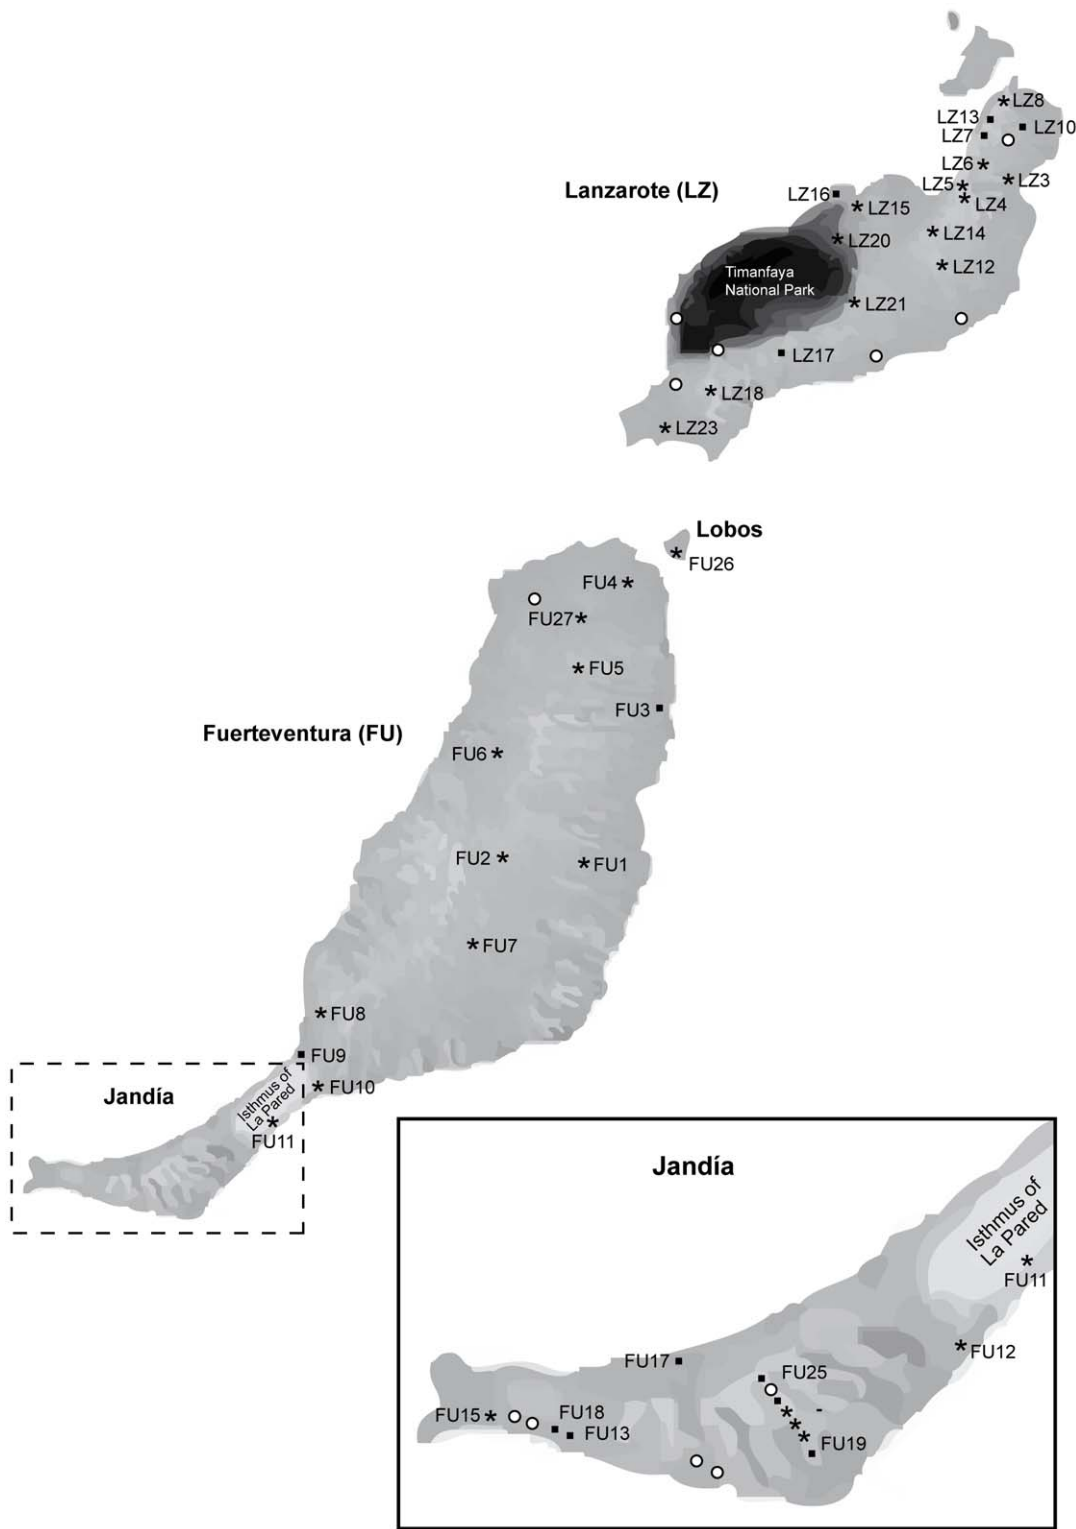 LZ8
LZ13
LZ10
LZ7
LZ6
LZ3
LZ5
LZ4
Lanzarote (LZ)
LZ16
LZ15
LZ14
LZ20
LZ12
Timanfaya
National Park
LZ21
LZ17
LZ18
LZ23
Lobos
FU26
FU4
FU27
FU5
FU3
Fuerteventura (FU)
FU6
FU2
FU1
FU7
FU8
FU9
FU10
Jandía
Isthmus of
La Pared
FU11
Jandía
Isthmus of
La Pared
FU11
FU12
FU17
FU25
-
FU15
FU18
FU13
FU19